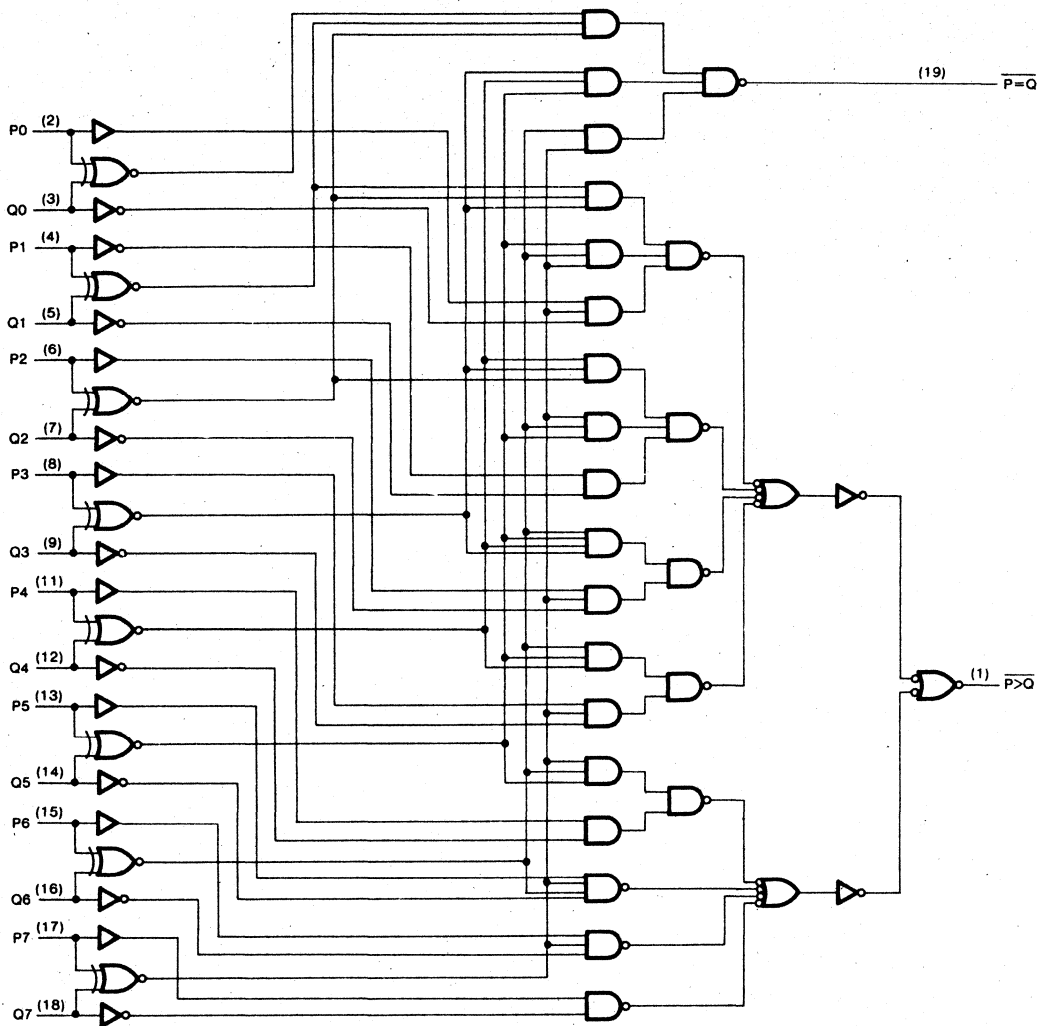 (19)
P=Q
P0 (2)
Q0 (3)
P1 (4)
Q1 (5)
P2 (6)
Q2 (7)
P3 (8)
Q3 (9)
P4 (11)
Q4 (12)
P5 (13)
Q5 (14)
P6 (15)
Q6 (16)
P7 (17)
Q7 (18)
(1)
P>Q